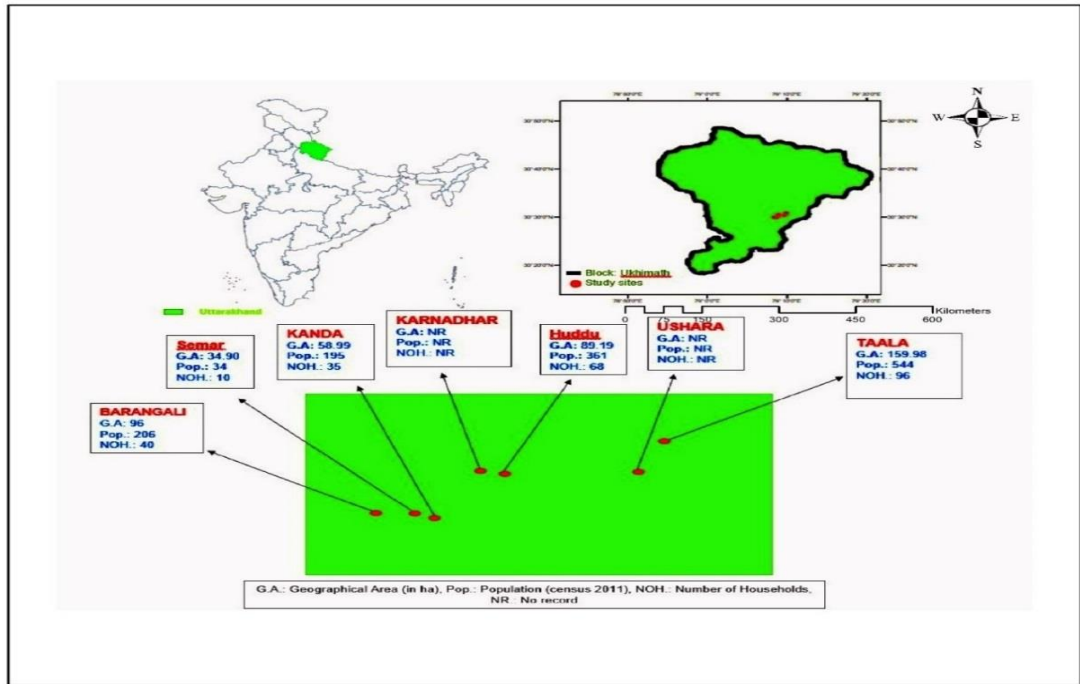 N
W E
S
Block: Ukhimath
Study sites
Uttarakhand
Kilometers
0 75 150 300 450 600
KARNADHAR
G.A: NR
Pop.: NR
NOH.: NR
USHARA
G.A: NR
Pop.: NR
NOH.: NR
KANDA
G.A: 58.99
Pop.: 195
NOH.: 35
Huddu
G.A: 89.19
Pop.: 361
NOH.: 68
Semar
G.A: 34.90
Pop.: 34
NOH.: 10
TAALA
G.A: 159.98
Pop.: 544
NOH.: 96
BARANGALI
G.A: 96
Pop.: 206
NOH.: 40
G.A.: Geographical Area (in ha), Pop.: Population (census 2011), NOH.: Number of Households,
NR.: No record